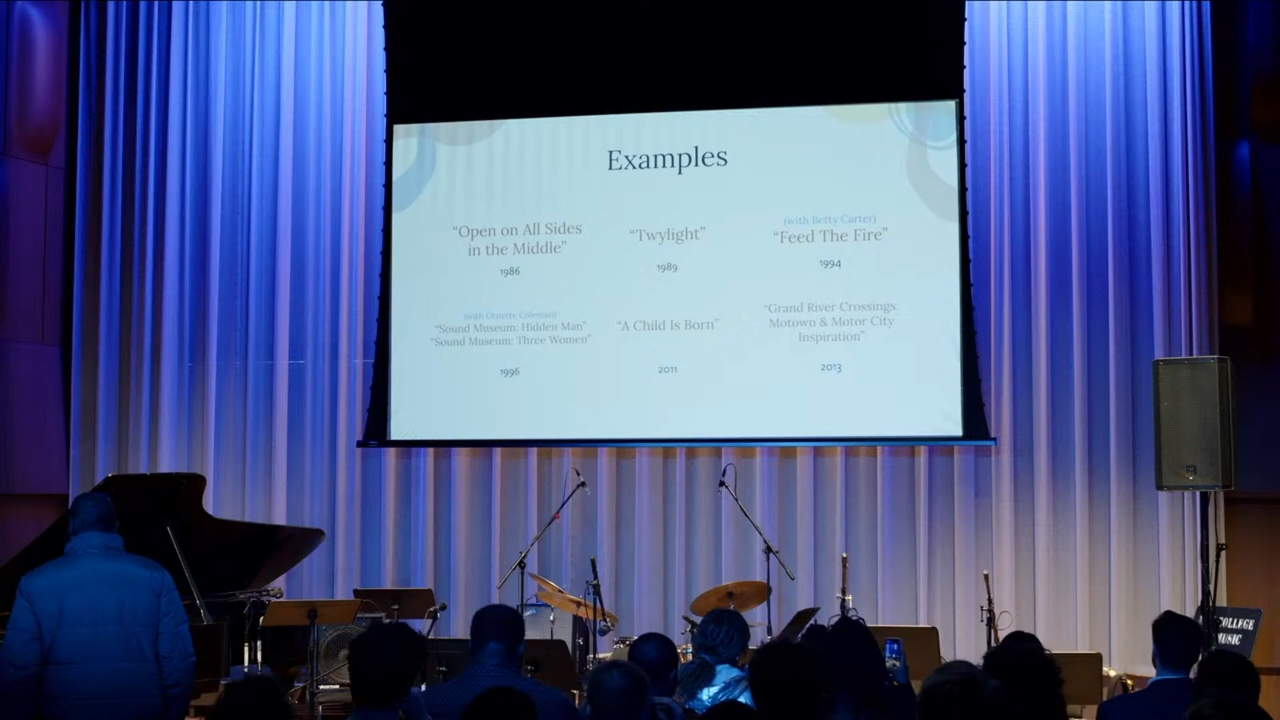 Examples
“Open on All Sides
in the Middle”
1986
“Twylight”
1989
(with Betty Carter)
“Feed The Fire”
1994
(with Ornette Coleman)
“Sound Museum: Hidden Man”
“Sound Museum: Three Women”
1996
“A Child Is Born”
2011
“Grand River Crossings:
Motown & Motor City
Inspiration”
2013
COLLEGE
MUSIC